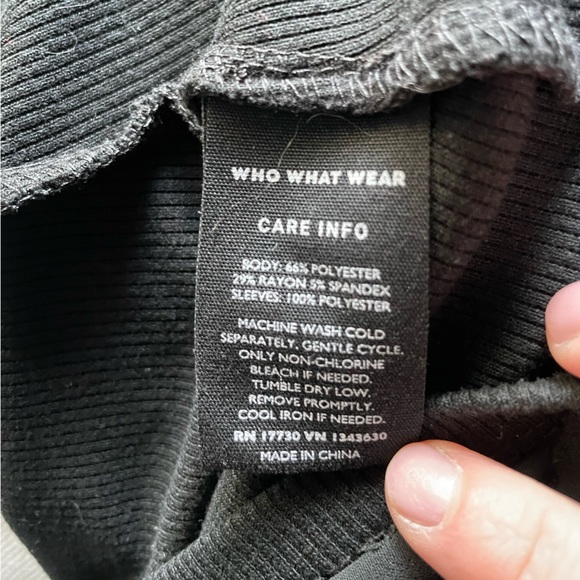 WHO WHAT WEAR
CARE INFO
BODY: 66% POLYESTER
29% RAYON 5% SPANDEX
SLEEVES: 100% POLYESTER
MACHINE WASH COLD
SEPARATELY. GENTLE CYCLE.
ONLY NON-CHLORINE
BLEACH IF NEEDED.
TUMBLE DRY LOW.
REMOVE PROMPTLY.
COOL IRON IF NEEDED.
RN 17730 VN 1343630
MADE IN CHINA